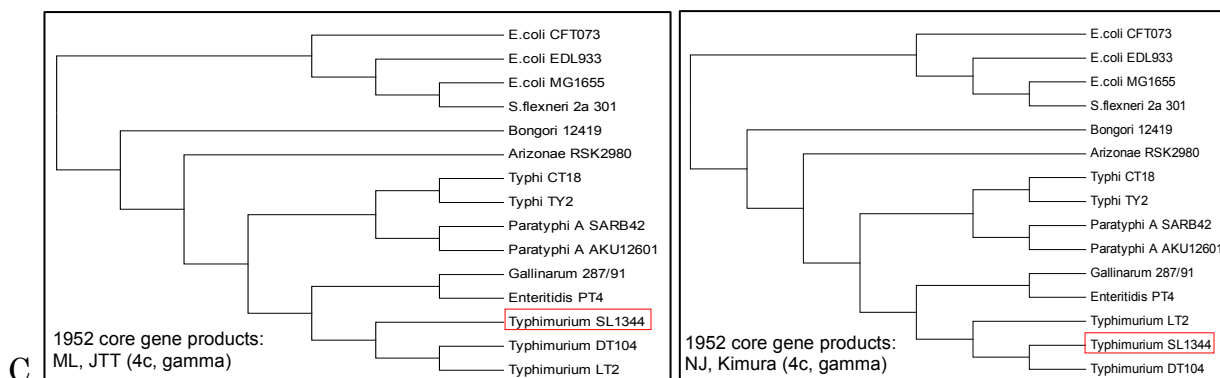 E.coli CFT073
E.coli EDL933
E.coli MG1655
S.flexneri 2a 301
Bongori 12419
Arizonae RSK2980
Typhi CT18
Typhi TY2
Paratyphi A SARB42
Paratyphi A AKU12601
Gallinarum 287/91
Enteritidis PT4
Typhimurium SL1344
Typhimurium DT104
Typhimurium LT2
1952 core gene products:
ML, JTT (4c, gamma)
C
E.coli CFT073
E.coli EDL933
E.coli MG1655
S.flexneri 2a 301
Bongori 12419
Arizonae RSK2980
Typhi CT18
Typhi TY2
Paratyphi A SARB42
Paratyphi A AKU12601
Gallinarum 287/91
Enteritidis PT4
Typhimurium LT2
Typhimurium SL1344
Typhimurium DT104
1952 core gene products:
NJ, Kimura (4c, gamma)